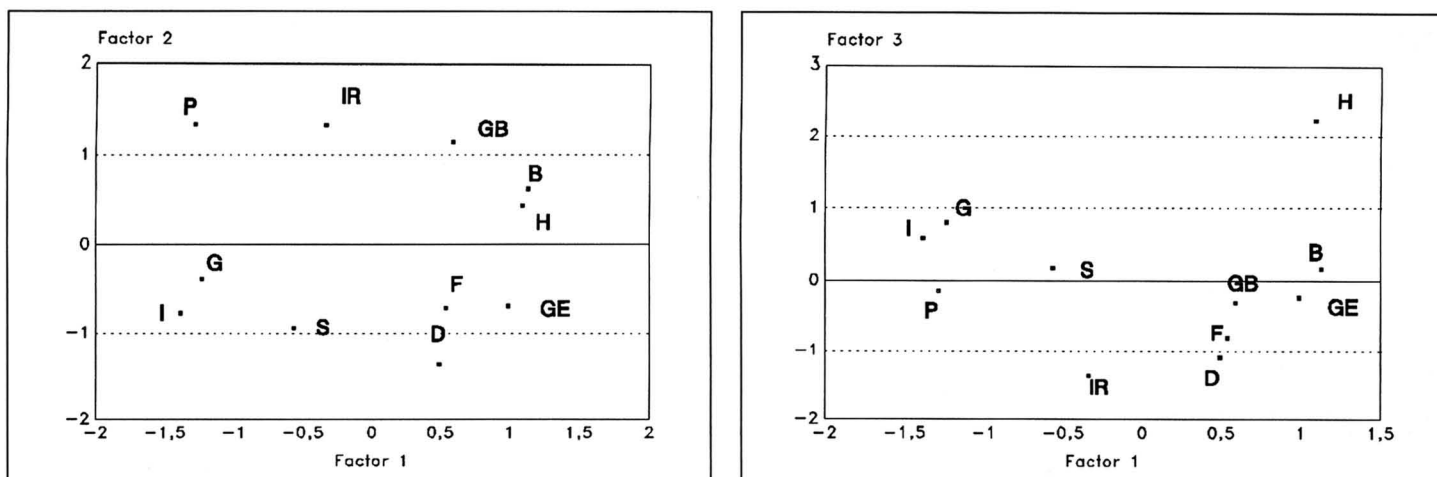 Factor 2
2
P
IR
GB
1
B
H
0
G
F
I
GE
S
D
−1
−2
−2 −1,5 −1 −0,5 0 0,5 1 1,5 2
Factor 1
Factor 3
3
H
2
G
1
I
B
S
0
GB
P
GE
F
−1
D
IR
−2
−2 −1,5 −1 −0,5 0 0,5 1 1,5
Factor 1